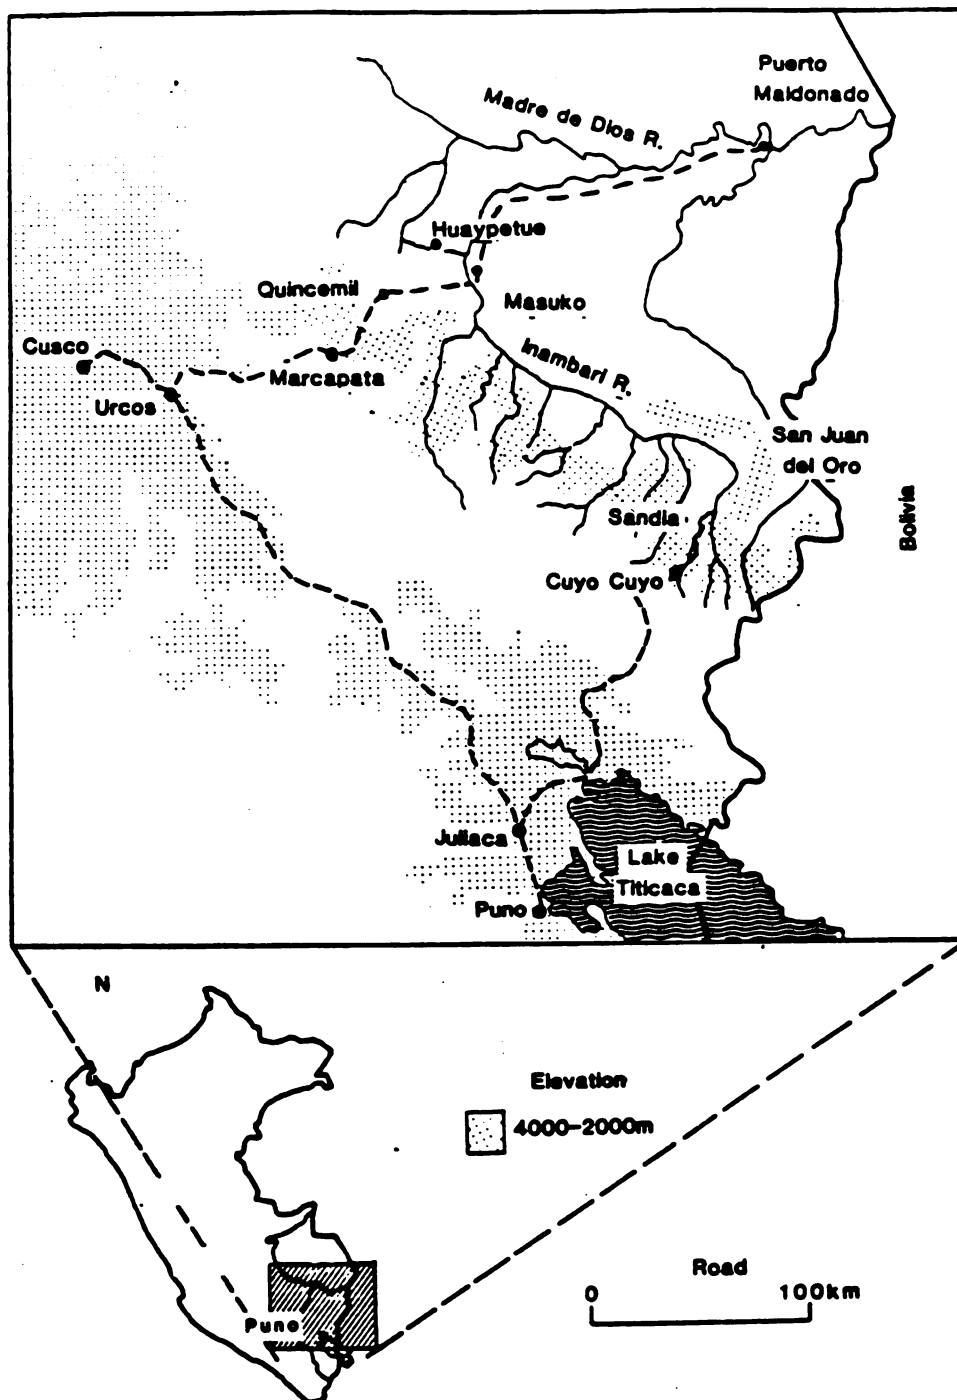 Puerto
Maldonado
Madre de Dios R.
Huaypetue
Quincemil
Masuko
Cusco
Marcapata
Inambari R.
Urcos
San Juan
del Oro
Sandia
Bolivia
Cuyo Cuyo
Juliaca
Lake
Titicaca
Puno
N
Elevation
4000-2000m
Road
0 100km
Puno